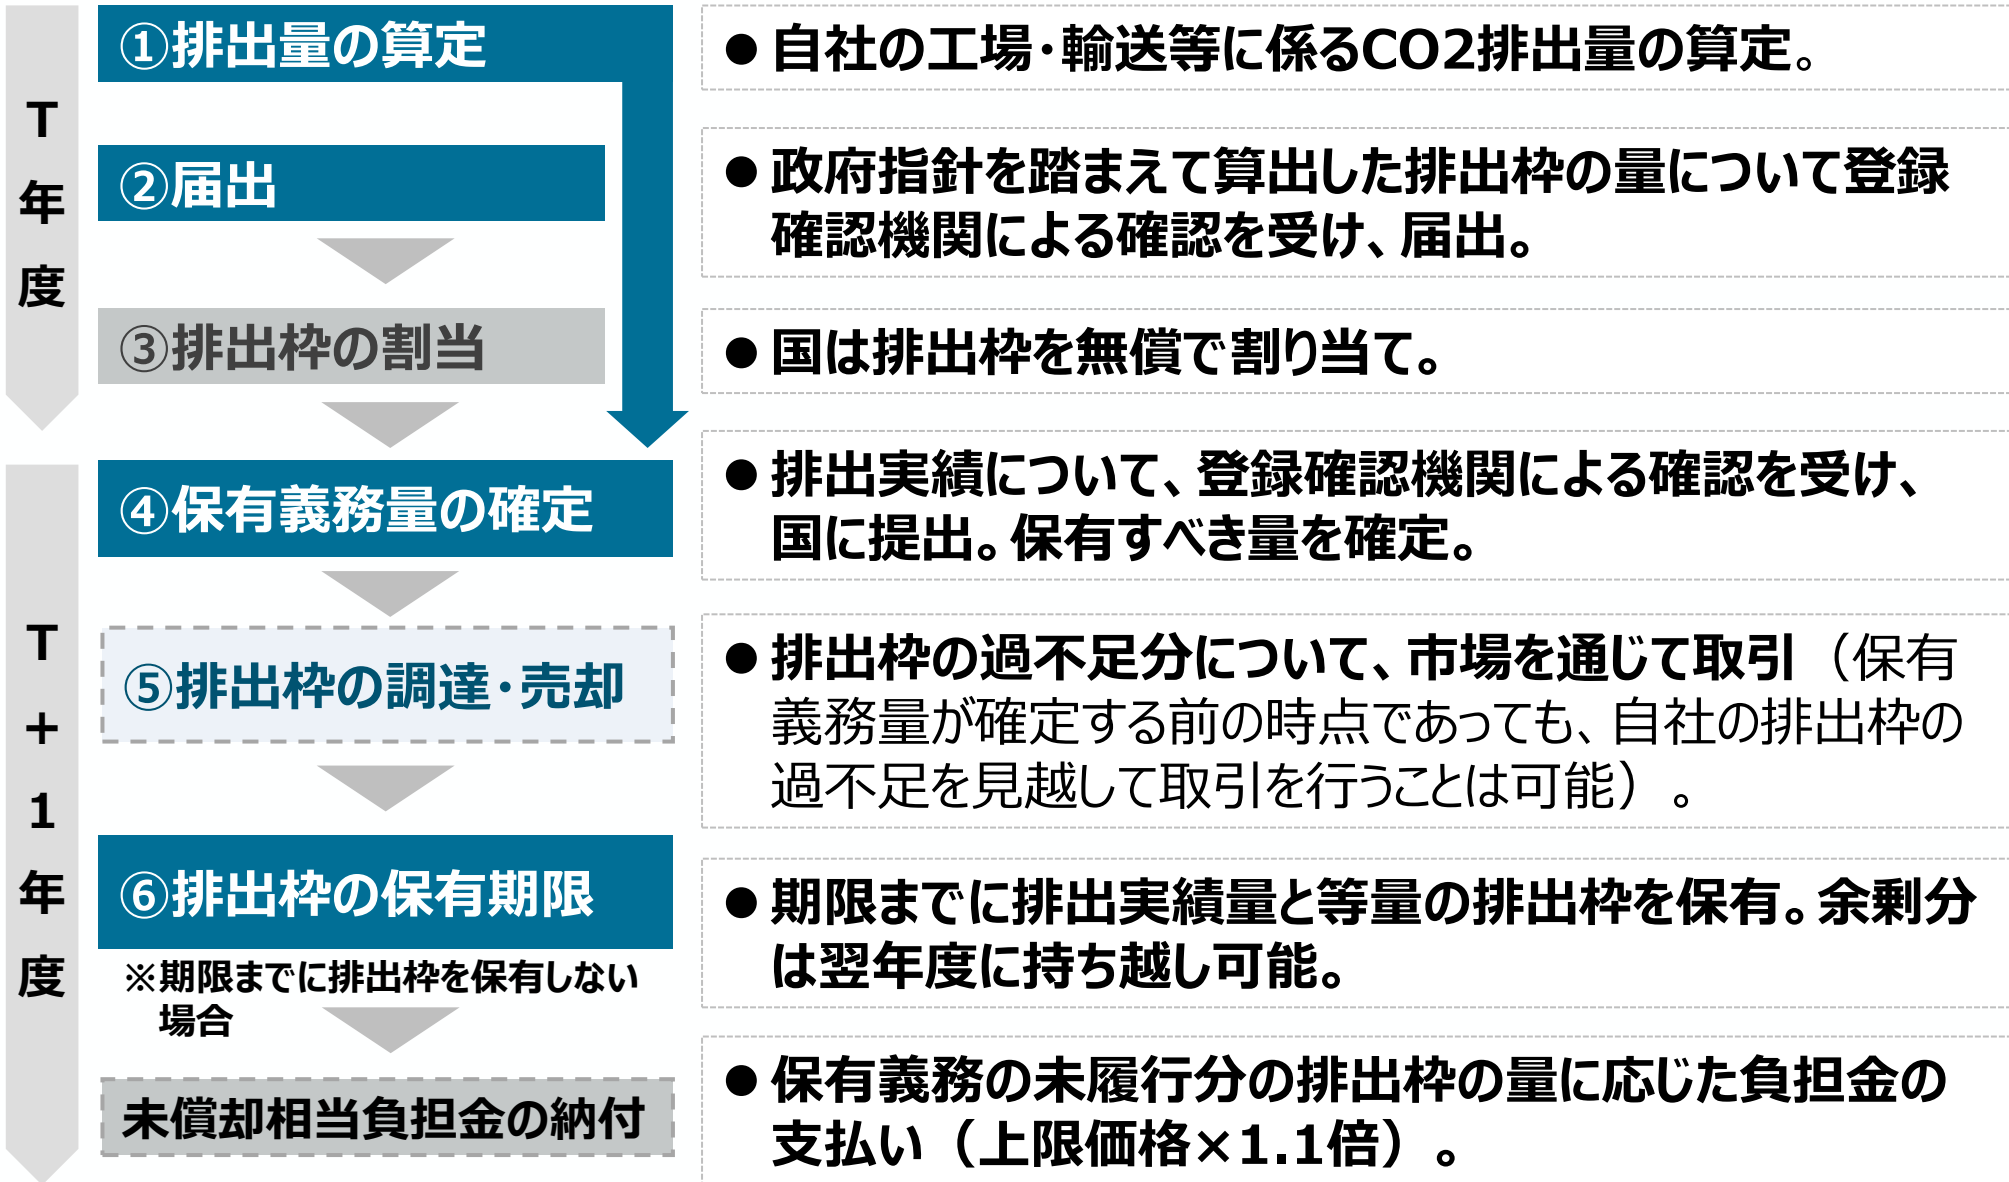 T年度
①排出量の算定
● 自社の工場・輸送等に係るCO2排出量の算定。
②届出
● 政府指針を踏まえて算出した排出枠の量について登録
確認機関による確認を受け、届出。
③排出枠の割当
● 国は排出枠を無償で割り当て。
T+1年度
④保有義務量の確定
● 排出実績について、登録確認機関による確認を受け、
国に提出。保有すべき量を確定。
⑤排出枠の調達・売却
● 排出枠の過不足分について、市場を通じて取引（保有
義務量が確定する前の時点であっても、自社の排出枠の
過不足を見越して取引を行うことは可能）。
⑥排出枠の保有期限
● 期限までに排出実績量と等量の排出枠を保有。余剰分
は翌年度に持ち越し可能。
※期限までに排出枠を保有しない
場合
未償却相当負担金の納付
● 保有義務の未履行分の排出枠の量に応じた負担金の
支払い（上限価格×1.1倍）。